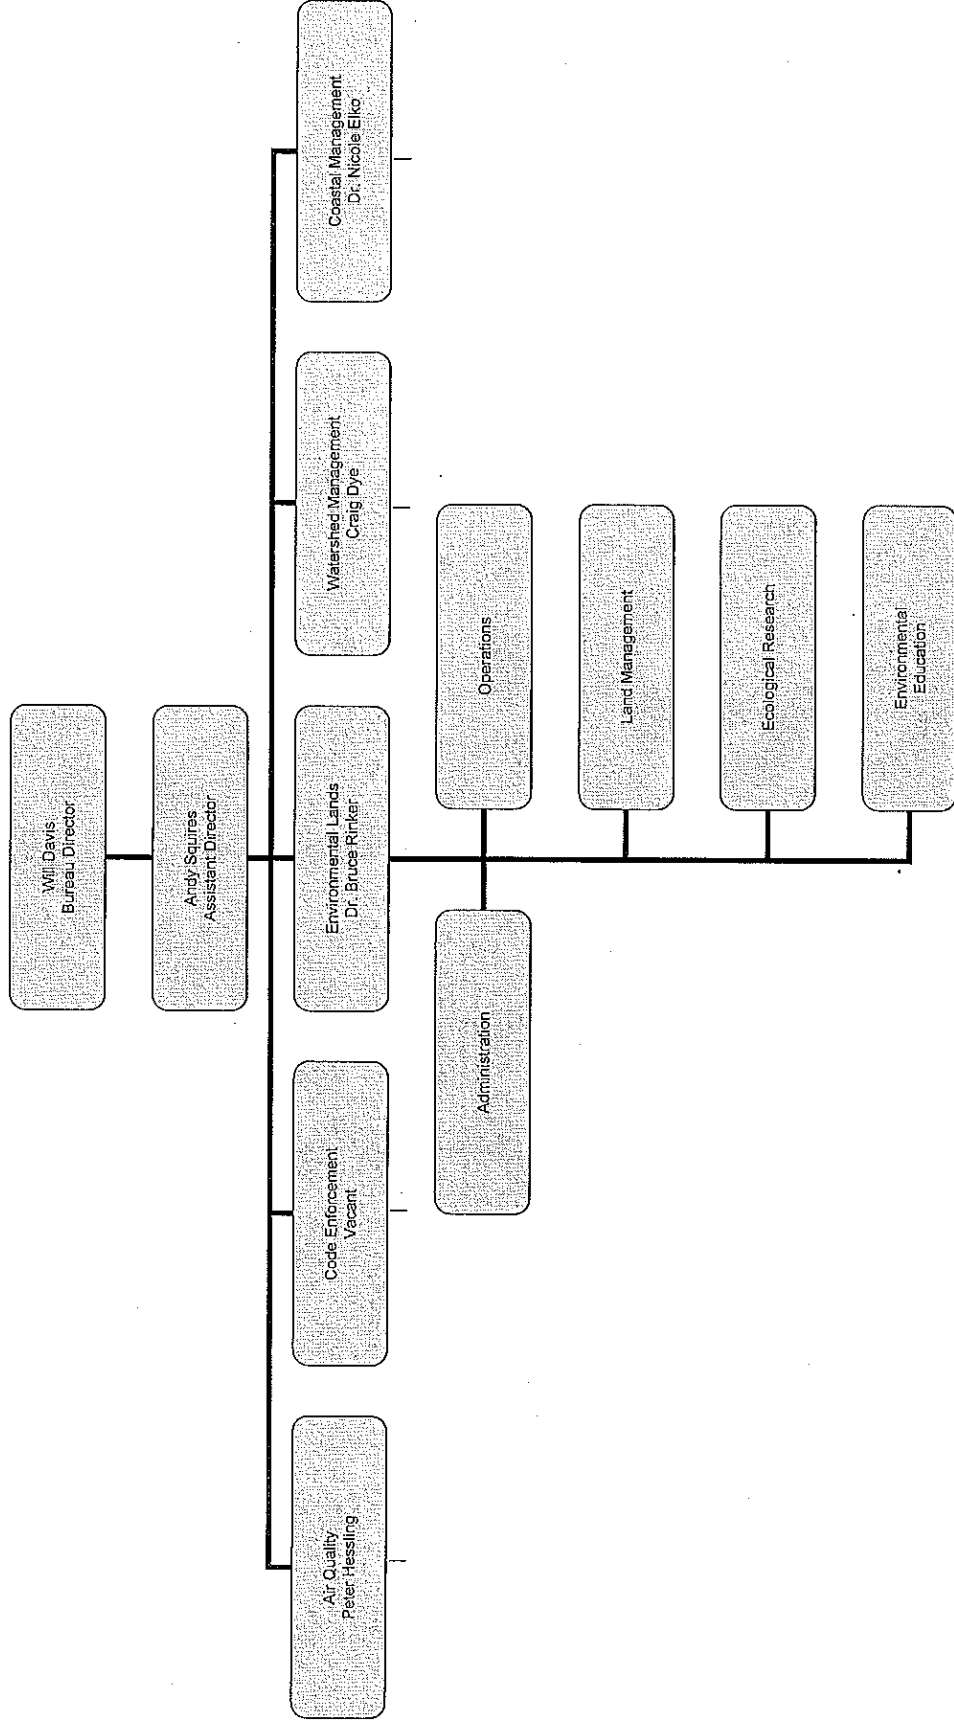 Will Davis
Bureau Director
Andy Squires
Assistant Director
Air Quality
Peter Hessling
Code Enforcement
Vacant
Environmental Lands
Dr. Bruce Rinker
Watershed Management
Craig Dye
Coastal Management
Dr. Nicole Elko
Administration
Operations
Land Management
Ecological Research
Environmental
Education